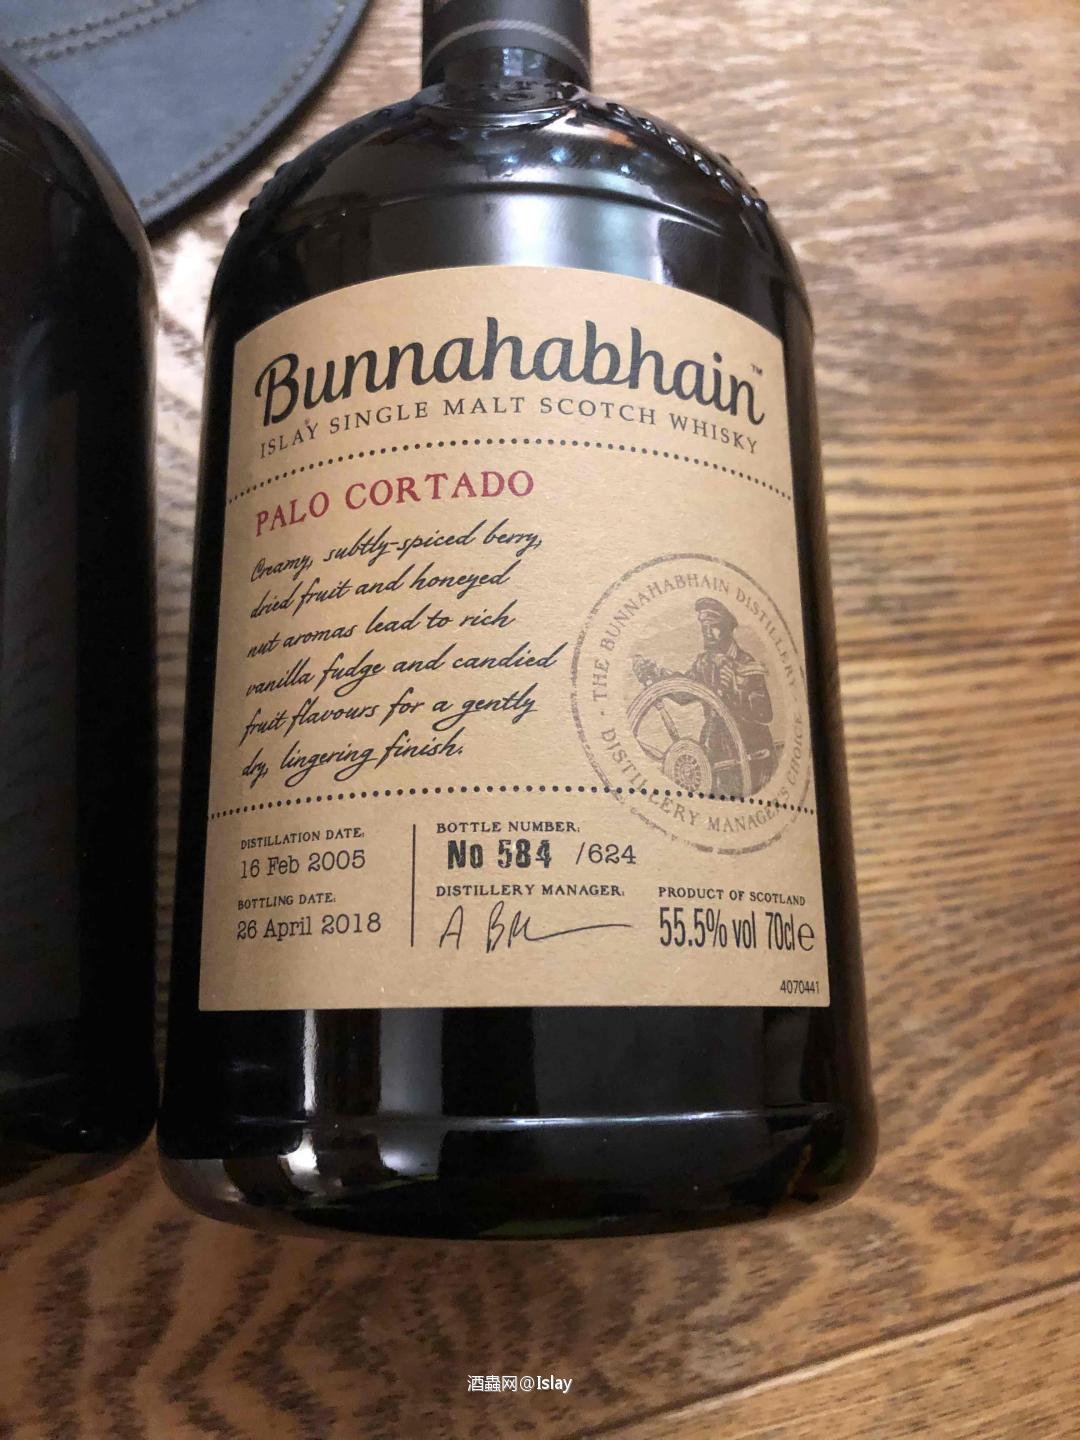 Bunnahabhain™
ISLAY SINGLE MALT SCOTCH WHISKY
PALO CORTADO
Creamy, subtly-spiced berry,
dried fruit and honeyed
nut aromas lead to rich
vanilla fudge and candied
fruit flavours for a gently
dry, lingering finish.
· THE BUNNAHABHAIN DISTILLERY ·
DISTILLERY MANAGER'S CHOICE
DISTILLATION DATE:
16 Feb 2005
BOTTLING DATE:
26 April 2018
BOTTLE NUMBER:
No 584 /624
DISTILLERY MANAGER:
PRODUCT OF SCOTLAND
55.5% vol 70cl e
4070441
酒蟲网@Islay